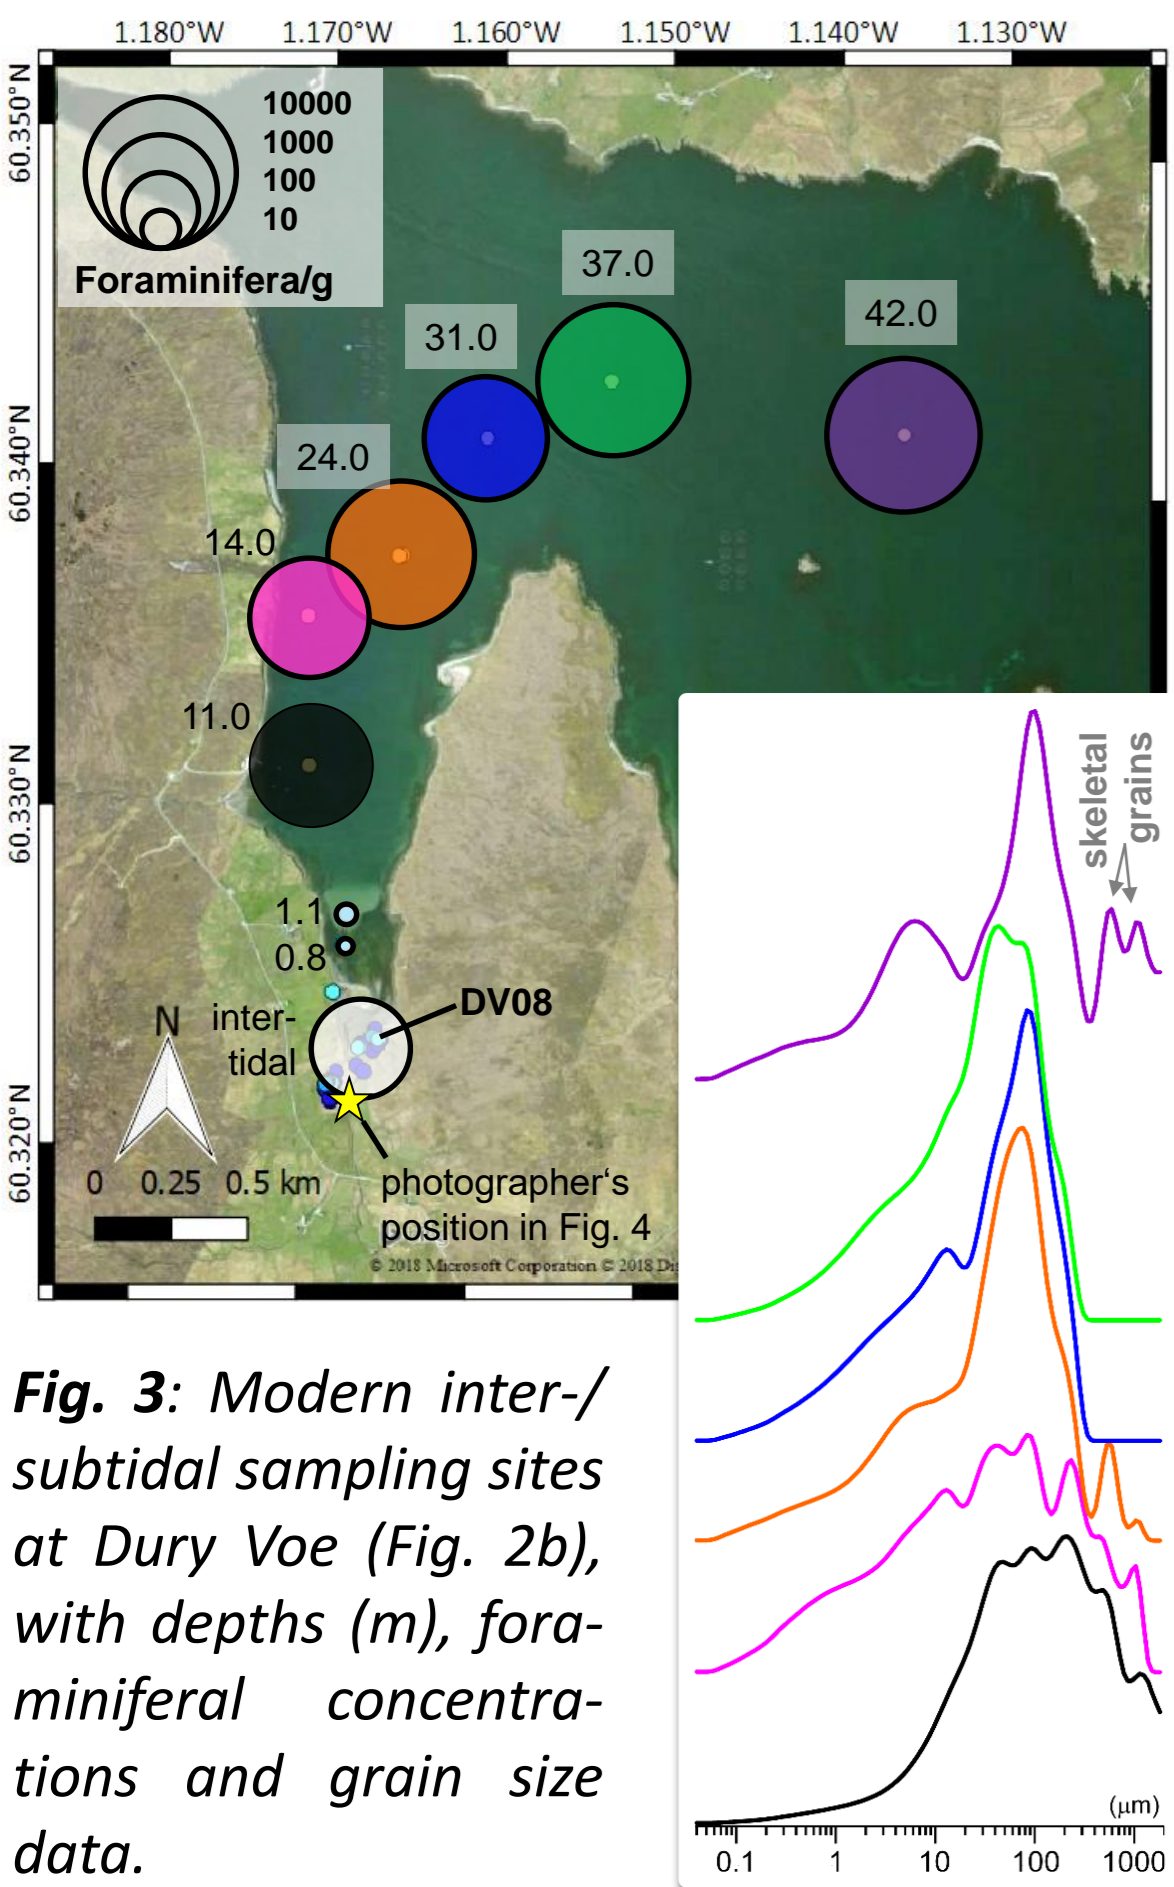 1.180°W 1.170°W 1.160°W 1.150°W 1.140°W 1.130°W
60.350°N
60.340°N
60.330°N
60.320°N
10000
1000
100
10
Foraminifera/g
37.0
42.0
31.0
24.0
14.0
11.0
1.1
0.8
inter-
tidal
DV08
N
0 0.25 0.5 km
photographer‘s
position in Fig. 4
© 2018 Microsoft Corporation © 2018 Dis
skeletal
grains
(μm)
0.1 1 10 100 1000
Fig. 3: Modern inter-/
subtidal sampling sites
at Dury Voe (Fig. 2b),
with depths (m), fora-
miniferal concentra-
tions and grain size
data.